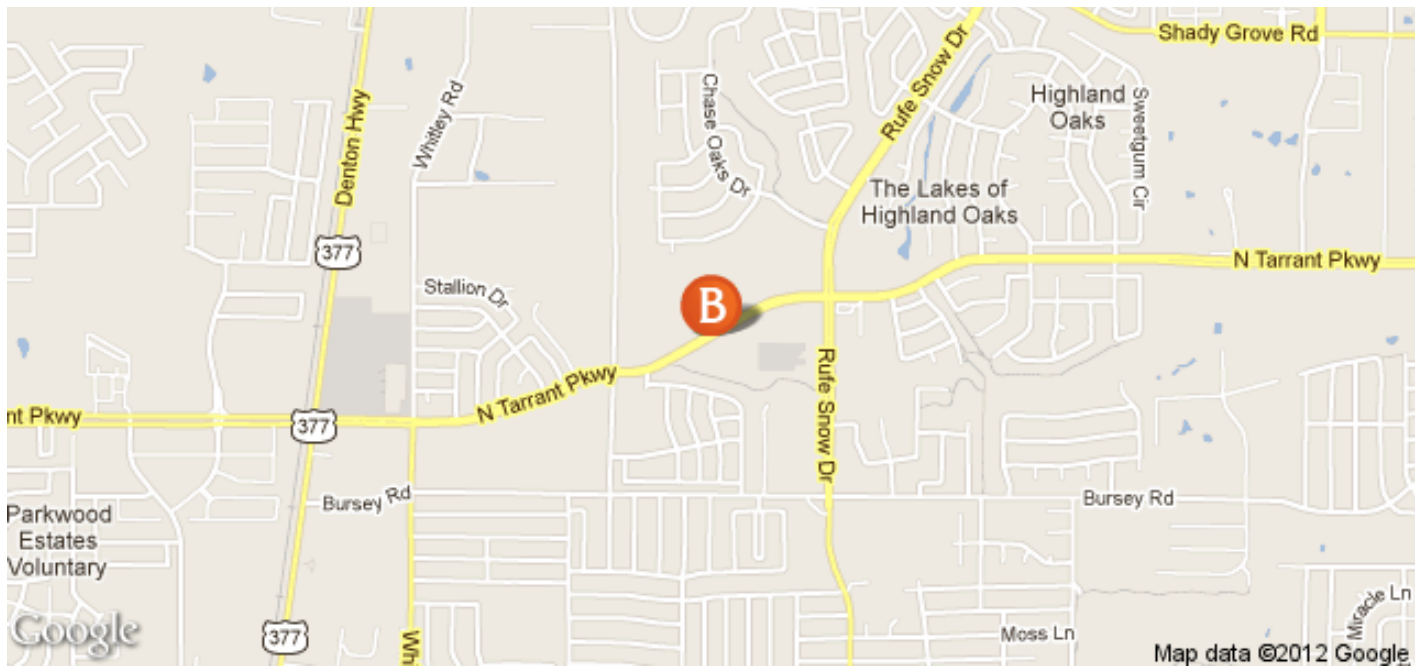 Shady Grove Rd
Rufe Snow Dr
Highland
Oaks
Sweetgum Cir
Chase Oaks Dr
Whitley Rd
Denton Hwy
The Lakes of
Highland Oaks
377
N Tarrant Pkwy
Stallion Dr
B
N Tarrant Pkwy
Rufe Snow Dr
nt Pkwy
377
Bursey Rd
Bursey Rd
Parkwood
Estates
Voluntary
Google
377
Whi
Moss Ln
Miracle Ln
Map data ©2012 Google